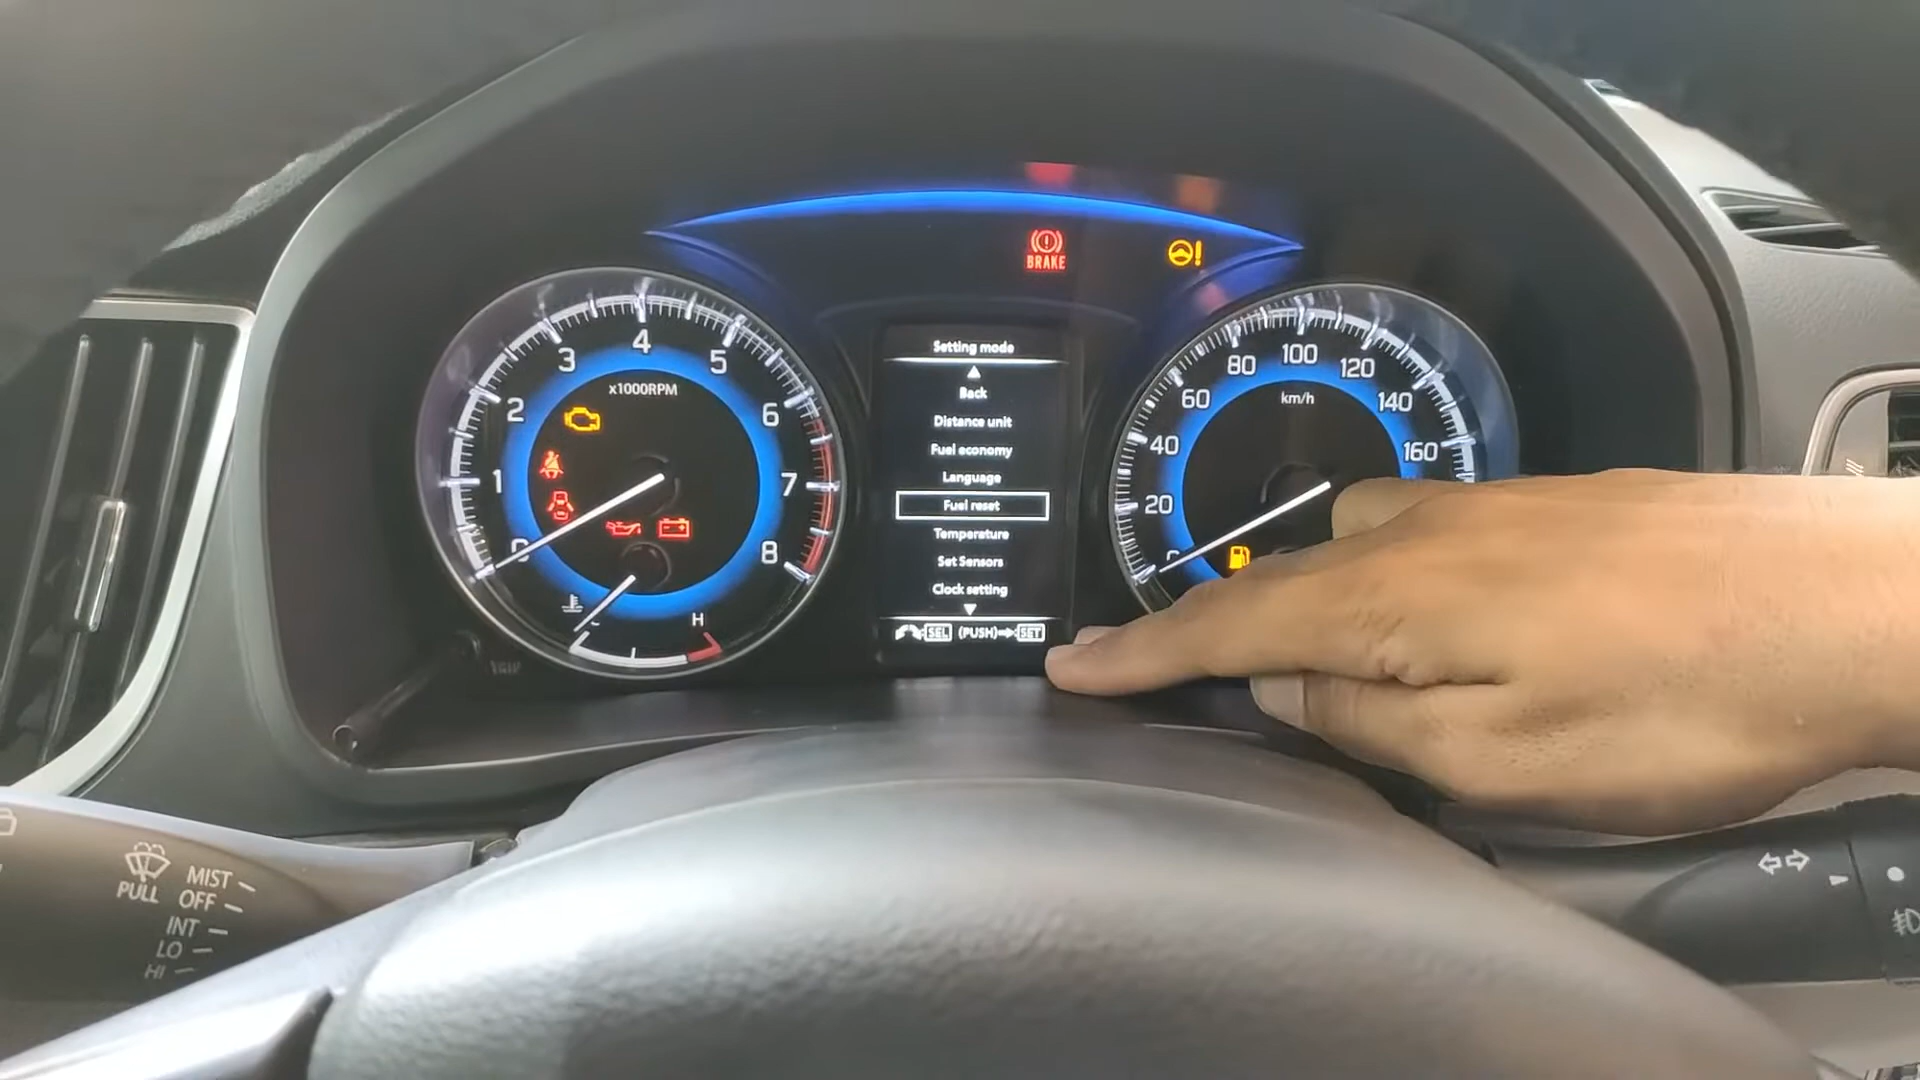 BRAKE
4
3
5
x1000RPM
2
6
1
7
0
8
H
Setting mode
Back
Distance unit
Fuel economy
Language
Fuel reset
Temperature
Set Sensors
Clock setting
SEL (PUSH) SET
80
100
120
60
km/h
140
40
160
20
PULL
MIST
OFF
INT
LO
HI